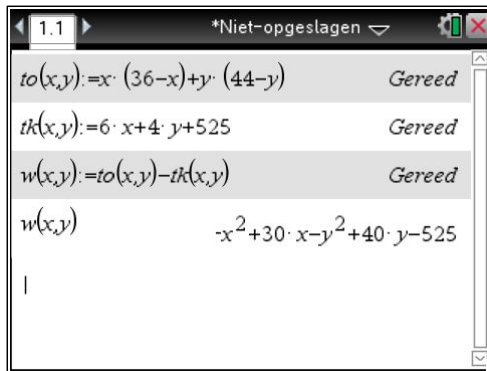 1.1 *Niet-opgeslagen
to(x,y):=x·(36−x)+y·(44−y) Gereed
tk(x,y):=6·x+4·y+525 Gereed
w(x,y):=to(x,y)−tk(x,y) Gereed
w(x,y) -x²+30·x−y²+40·y−525